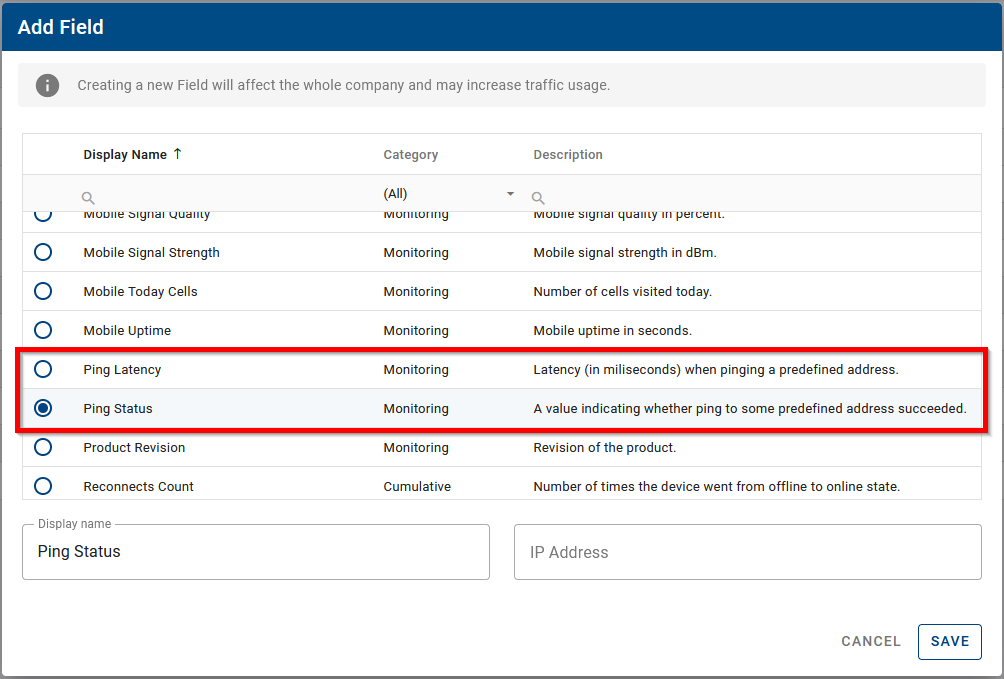 Add Field
Creating a new Field will affect the whole company and may increase traffic usage.
Display Name ↑ Category Description
(All)
Mobile Signal Quality Monitoring Mobile signal quality in percent.
Mobile Signal Strength Monitoring Mobile signal strength in dBm.
Mobile Today Cells Monitoring Number of cells visited today.
Mobile Uptime Monitoring Mobile uptime in seconds.
Ping Latency Monitoring Latency (in miliseconds) when pinging a predefined address.
Ping Status Monitoring A value indicating whether ping to some predefined address succeeded.
Product Revision Monitoring Revision of the product.
Reconnects Count Cumulative Number of times the device went from offline to online state.
Display name
Ping Status IP Address
CANCEL SAVE